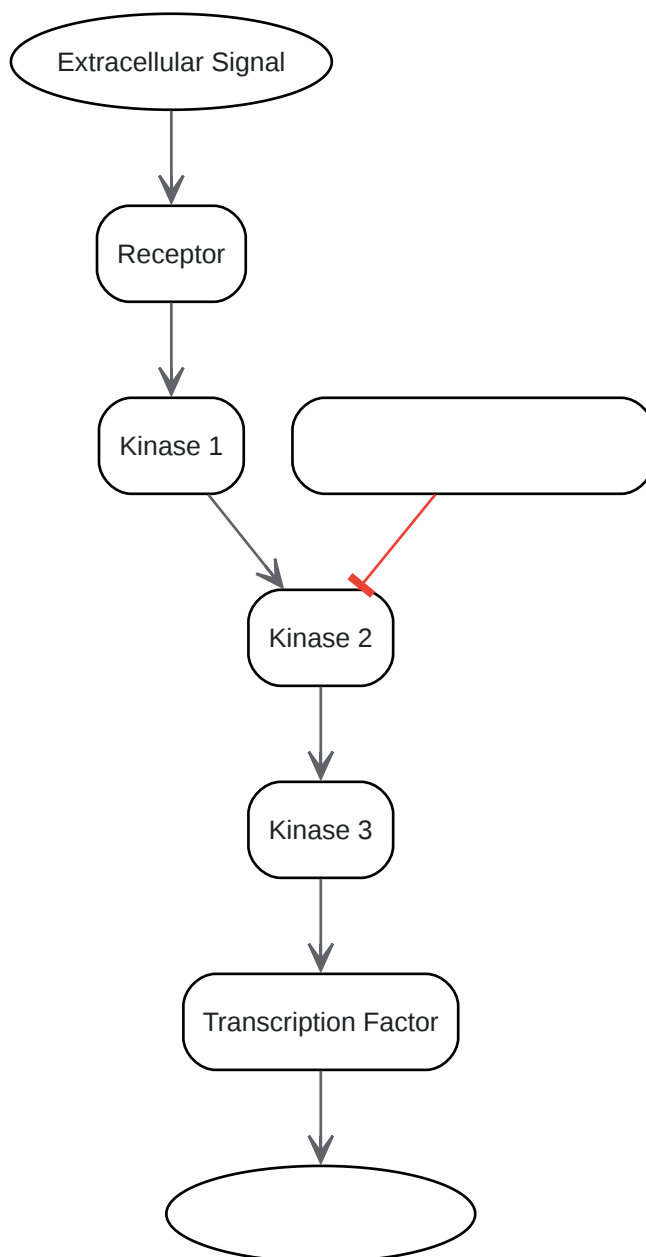 Extracellular Signal
Receptor
Kinase 1
Kinase 2
Kinase 3
Transcription Factor